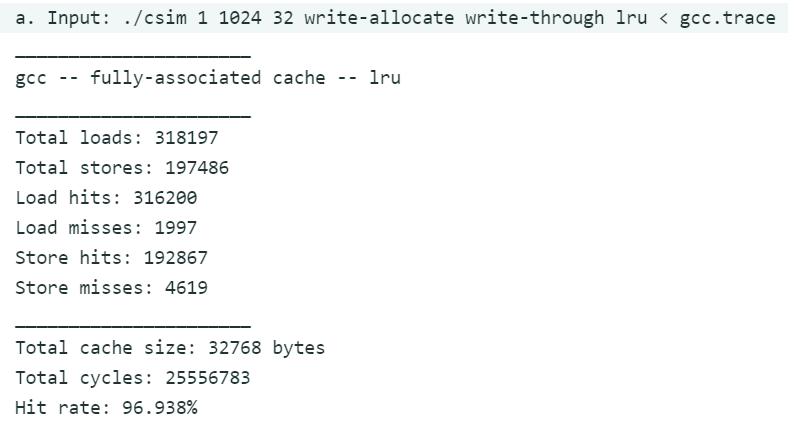 a. Input: ./csim 1 1024 32 write-allocate write-through lru < gcc.trace
______________________
gcc -- fully-associated cache -- lru
______________________
Total loads: 318197
Total stores: 197486
Load hits: 316200
Load misses: 1997
Store hits: 192867
Store misses: 4619
______________________
Total cache size: 32768 bytes
Total cycles: 25556783
Hit rate: 96.938%